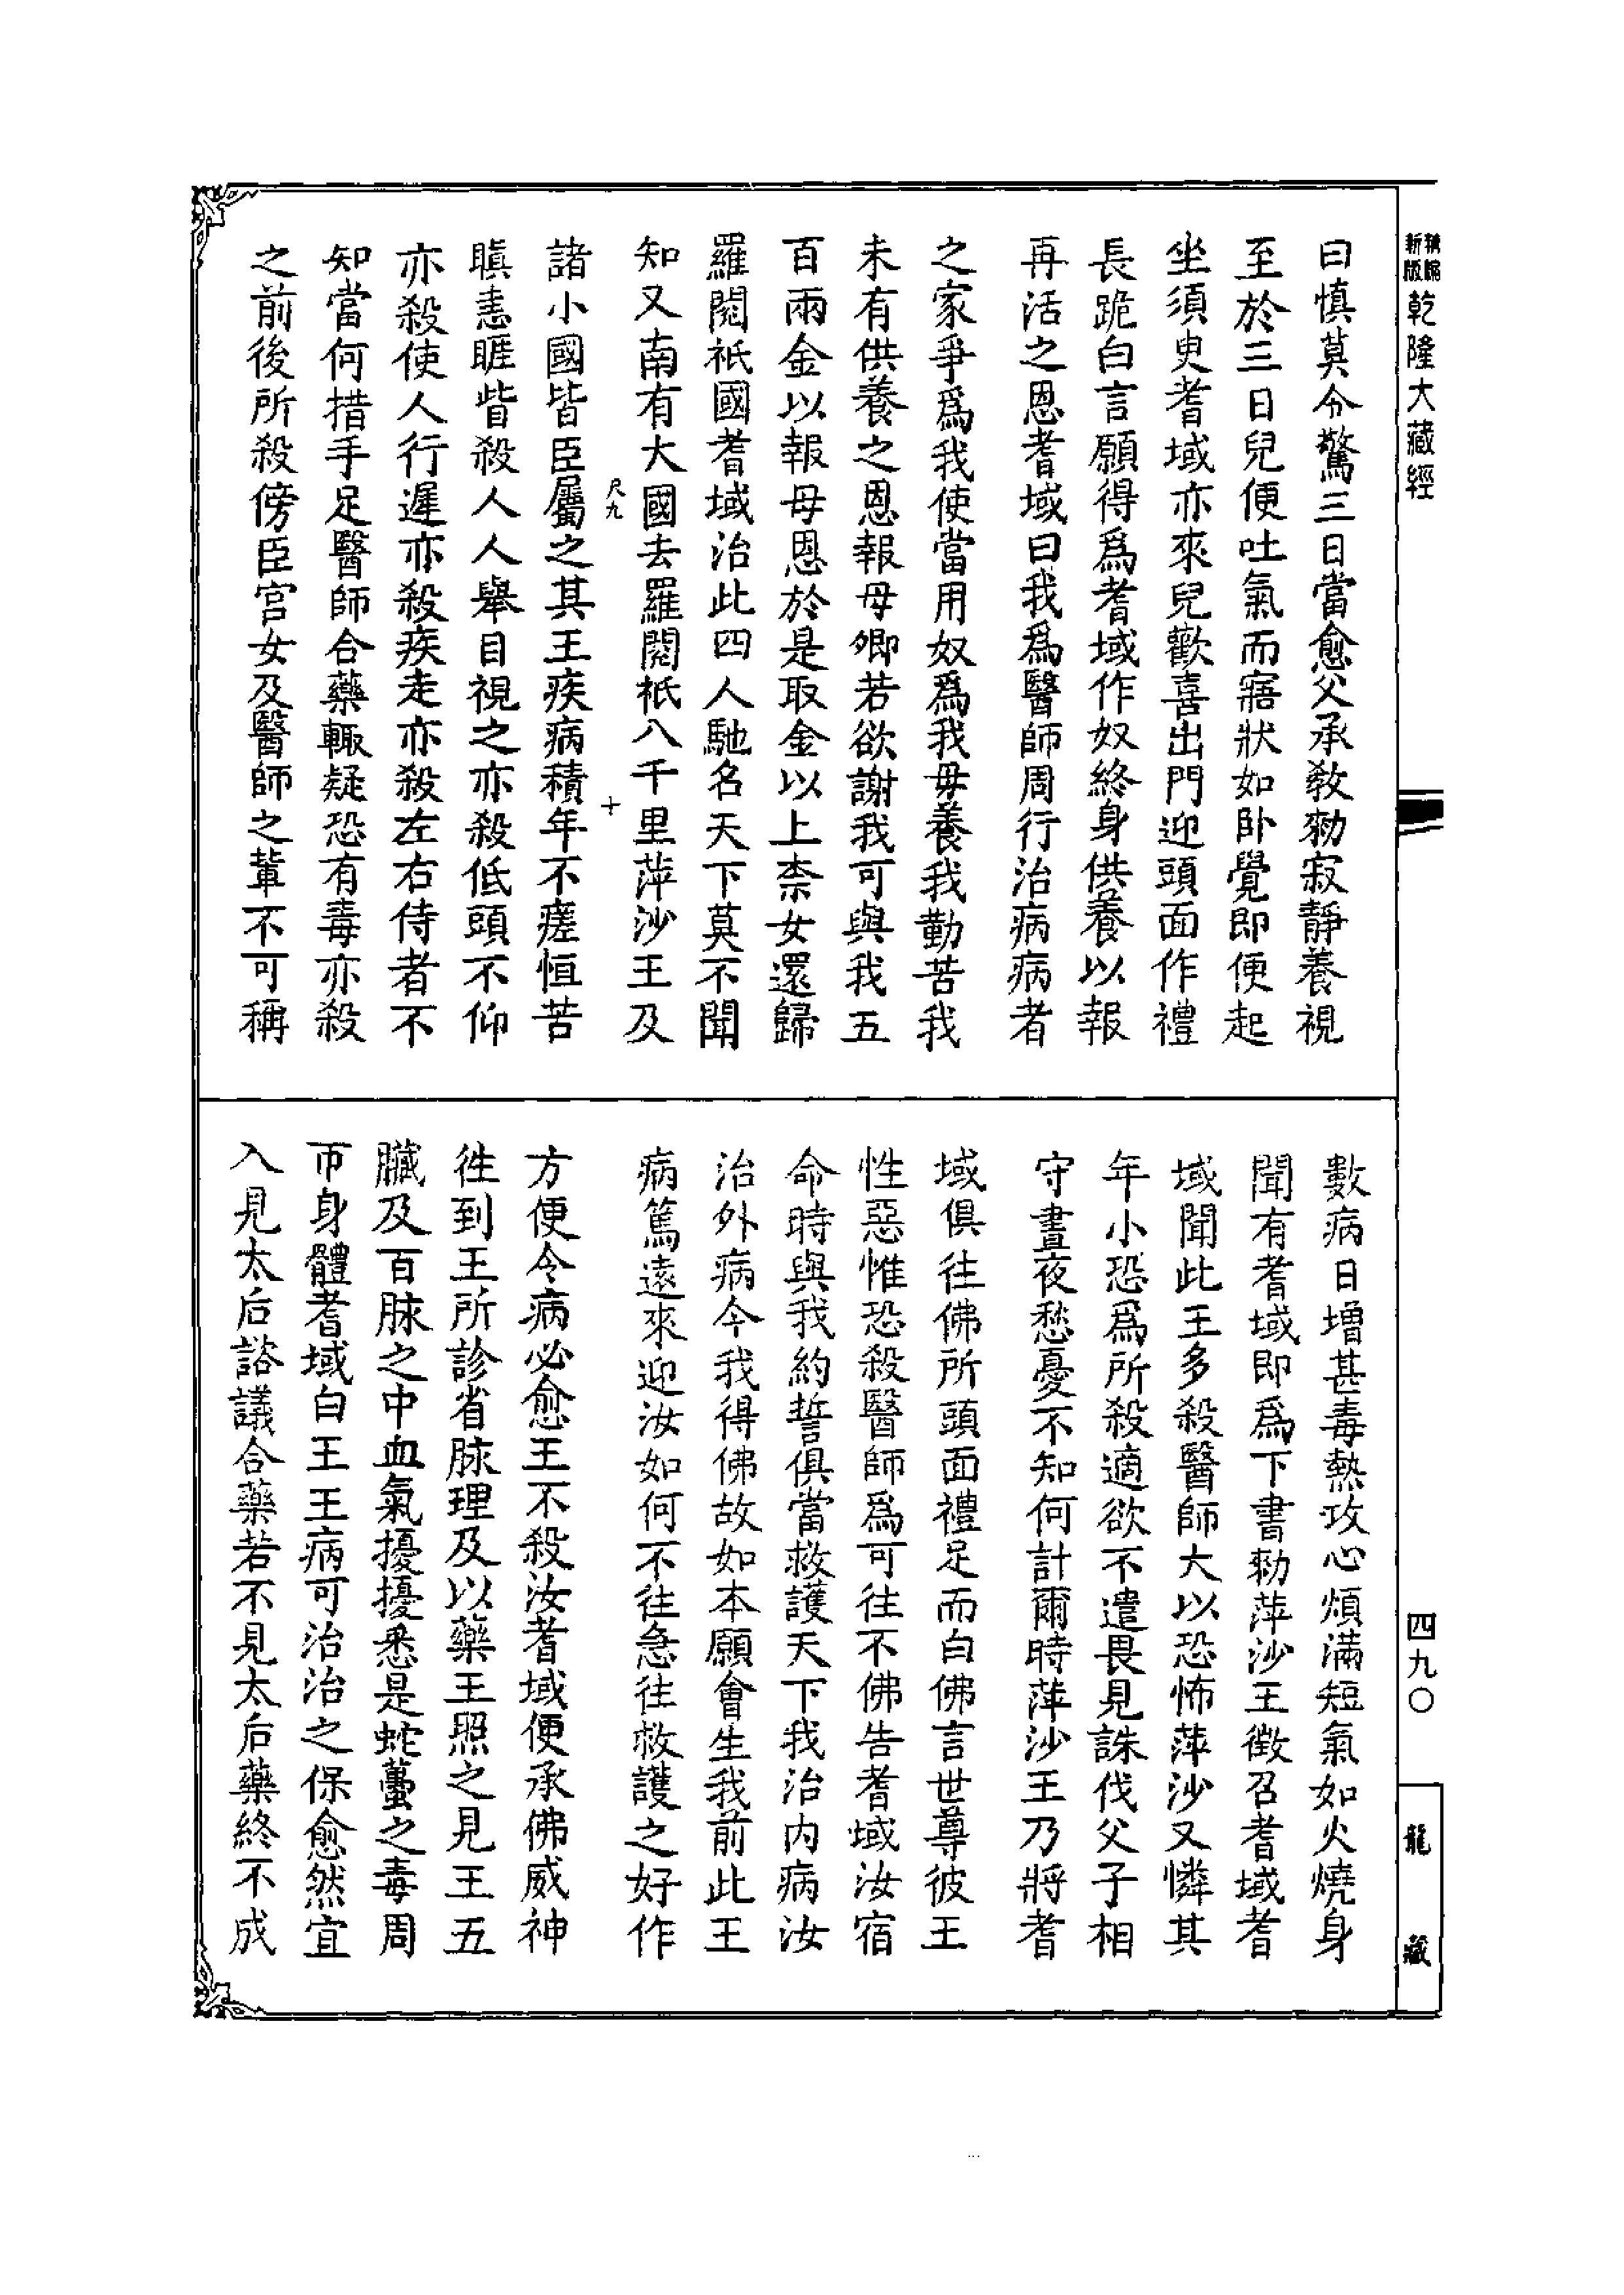 新編
新版
乾隆大藏經
曰慎莫令驚三日當愈父承教勑寂靜養視
至於三日兒便吐氣而寤狀如卧覺即便起
坐須臾耆域亦來兒歡喜出門迎頭面作禮
長跪白言願得爲耆域作奴終身供養以報
再活之恩耆域曰我爲醫師周行治病病者
之家爭爲我使當用奴爲我母養我勤苦我
未有供養之恩報母卿若欲謝我可與我五
百兩金以報母恩於是取金以上柰女還歸
羅閱祇國耆域治此四人馳名天下莫不聞
知又南有大國去羅閱祇八千里蓱沙王及
尺九
十
諸小國皆臣屬之其王疾病積年不瘥恒苦
瞋恚睚眥殺人人舉目視之亦殺低頭不仰
亦殺使人行遲亦殺疾走亦殺左右侍者不
知當何措手足醫師合藥輙疑恐有毒亦殺
之前後所殺傍臣宮女及醫師之輩不可稱
四九〇
數病日增甚毒熱攻心煩滿短氣如火燒身
聞有耆域即爲下書勑蓱沙王徵召耆域耆
域聞此王多殺醫師大以恐怖蓱沙又憐其
年小恐爲所殺適欲不遣畏見誅伐父子相
守晝夜愁憂不知何計爾時蓱沙王乃將耆
域俱往佛所頭面禮足而白佛言世尊彼王
性惡惟恐殺醫師爲可往不佛告耆域汝宿
命時與我約誓俱當救護天下我治内病汝
治外病今我得佛故如本願會生我前此王
病篤遠來迎汝如何不往急往救護之好作
方便令病必愈王不殺汝耆域便承佛威神
徃到王所診省脉理及以藥王照之見王五
臟及百脉之中血氣擾擾悉是蛇蠆之毒周
帀身體耆域白王王病可治治之保愈然宜
入見太后諮議合藥若不見太后藥終不成
龍藏